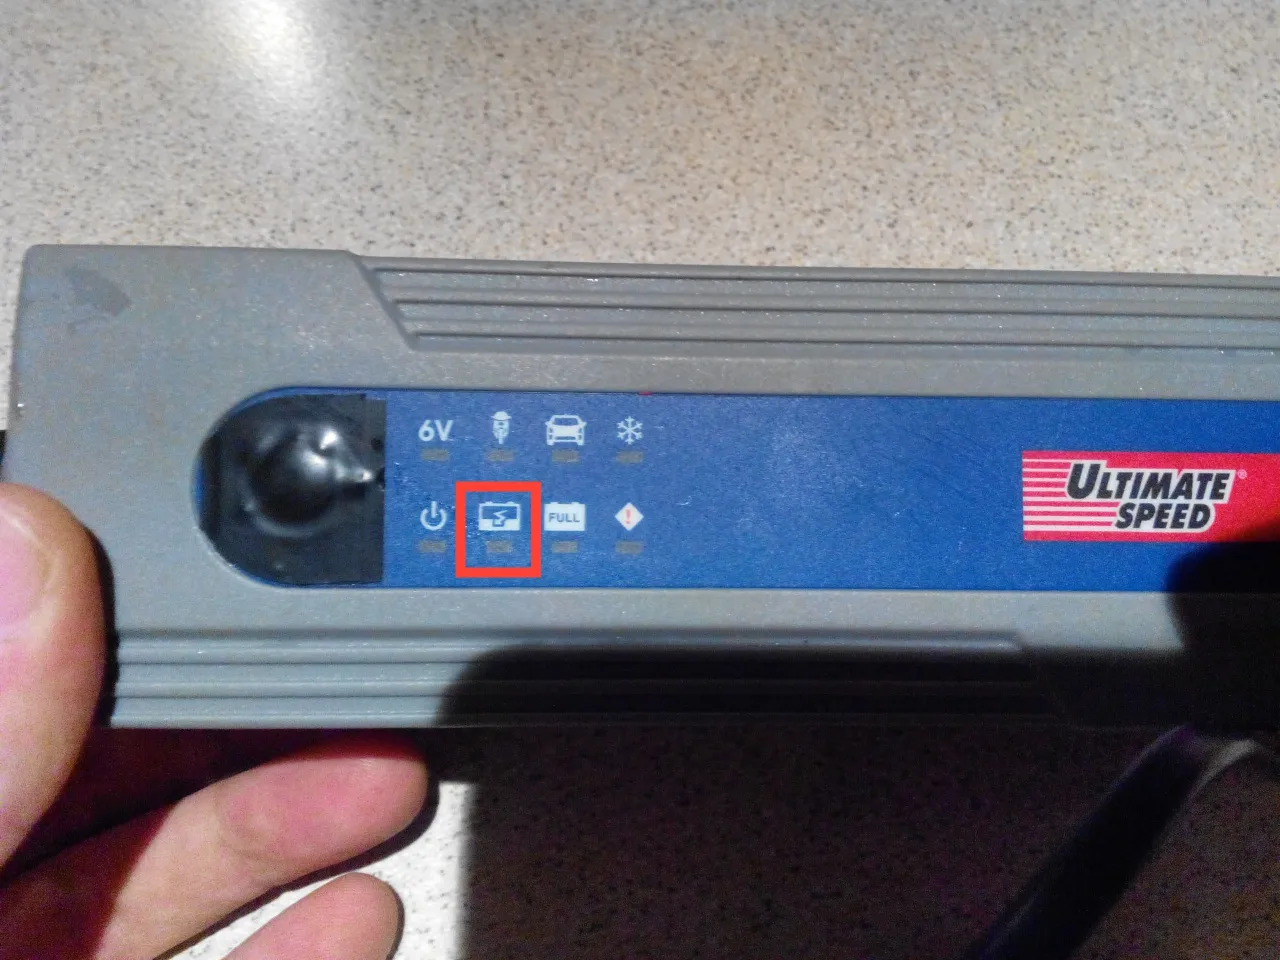 6V
FULL
!
ULTIMATE
SPEED®